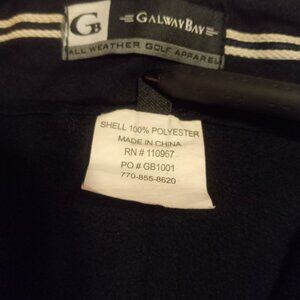 GB GALWAY BAY
ALL WEATHER GOLF APPAREL
SHELL 100% POLYESTER
MADE IN CHINA
RN # 110967
PO # GB1001
770-855-8620